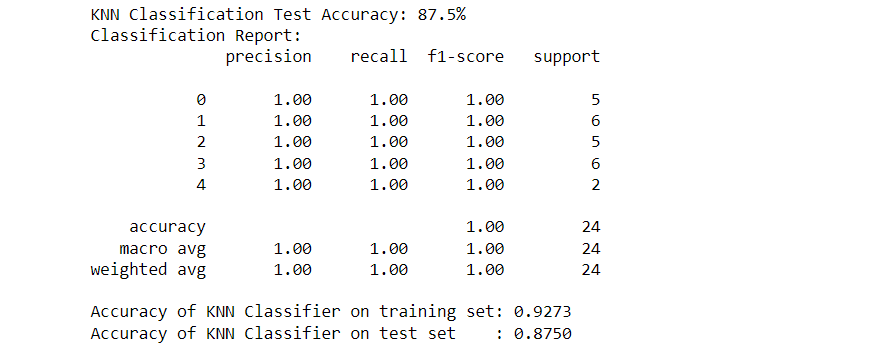 KNN Classification Test Accuracy: 87.5%
Classification Report:
precision recall f1-score support
0 1.00 1.00 1.00 5
1 1.00 1.00 1.00 6
2 1.00 1.00 1.00 5
3 1.00 1.00 1.00 6
4 1.00 1.00 1.00 2
accuracy 1.00 24
macro avg 1.00 1.00 1.00 24
weighted avg 1.00 1.00 1.00 24
Accuracy of KNN Classifier on training set: 0.9273
Accuracy of KNN Classifier on test set : 0.8750